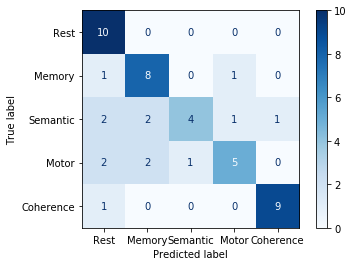 True label
Rest 10 0 0 0 0
Memory 1 8 0 1 0
Semantic 2 2 4 1 1
Motor 2 2 1 5 0
Coherence 1 0 0 0 9
Rest Memory Semantic Motor Coherence
Predicted label
10
8
6
4
2
0